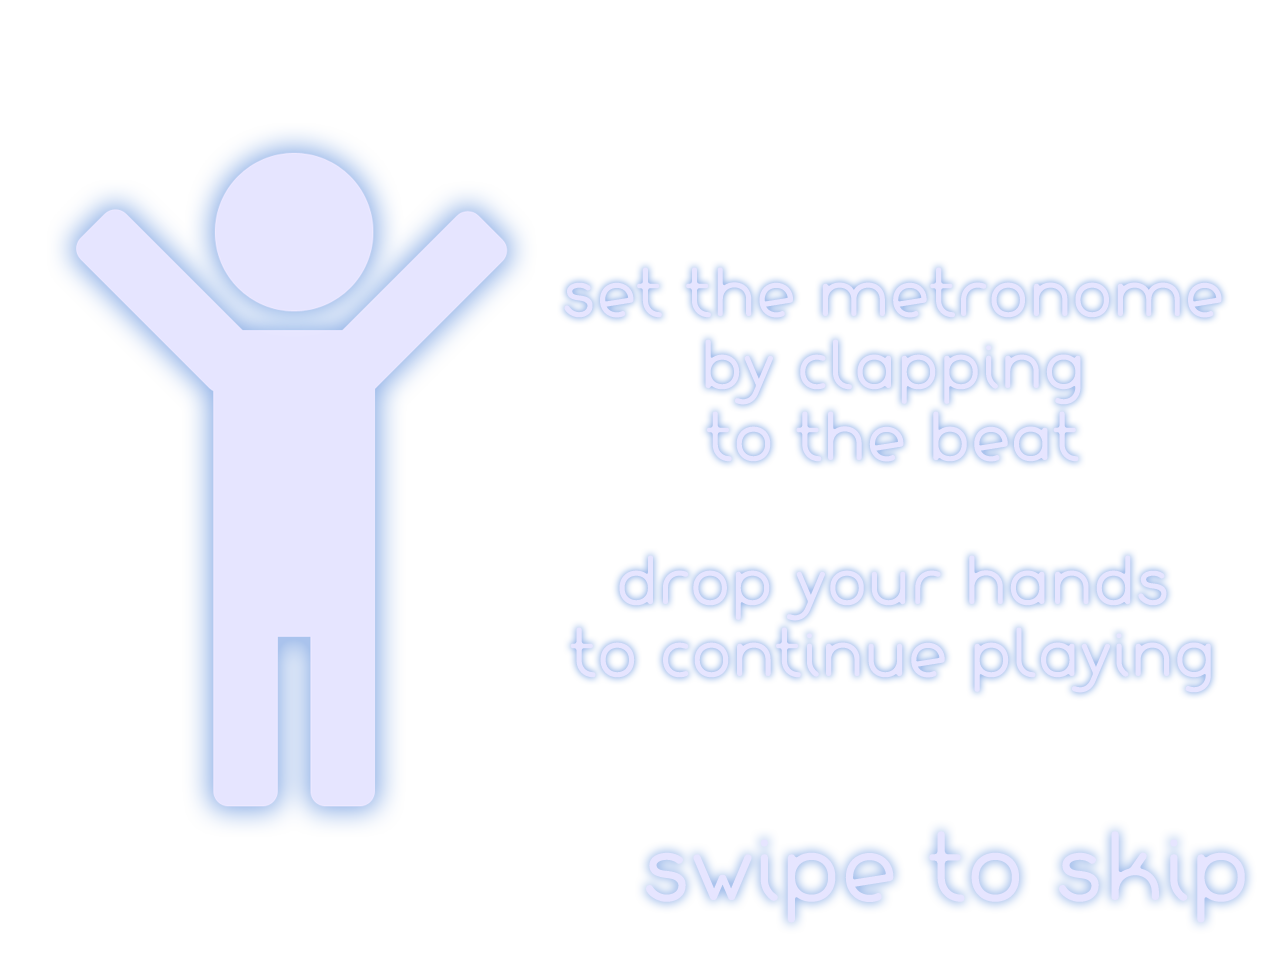 set the metronome
by clapping
to the beat
drop your hands
to continue playing
swipe to skip